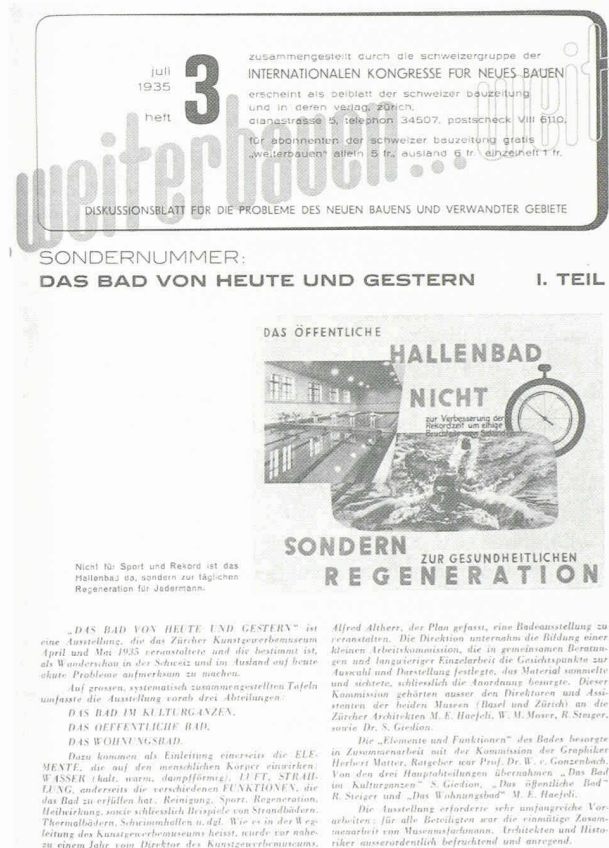 juli
1935
heft
3
zusammengestellt durch die schweizergruppe der
INTERNATIONALEN KONGRESSE FÜR NEUES BAUEN
erscheint als beiblatt der schweizer bauzeitung
und in deren verlag, zürich,
dianastrasse 5, telephon 34507, postscheck VIII 6110,
für abonnenten der schweizer bauzeitung gratis
„weiterbauen" allein 5 fr., ausland 6 fr. einzelheft 1 fr.
weiterbauen... weit
DISKUSSIONSBLATT FÜR DIE PROBLEME DES NEUEN BAUENS UND VERWANDTER GEBIETE
SONDERNUMMER:
DAS BAD VON HEUTE UND GESTERN I. TEIL
DAS ÖFFENTLICHE
HALLENBAD
NICHT
zur Verbesserung der
Rekordzeit um einige
Bruchteile von Sekunden
SONDERN
ZUR GESUNDHEITLICHEN
REGENERATION
Nicht für Sport und Rekord ist das
Hallenbad da, sondern zur täglichen
Regeneration für Jedermann.
„DAS BAD VON HEUTE UND GESTERN" ist
eine Ausstellung, die das Zürcher Kunstgewerbemuseum
April und Mai 1935 veranstaltete und die bestimmt ist,
als Wanderschau in der Schweiz und im Ausland auf heute
akute Probleme aufmerksam zu machen.
Auf grossen, systematisch zusammengestellten Tafeln
umfasste die Ausstellung vorab drei Abteilungen:
DAS BAD IM KULTURGANZEN,
DAS OEFFENTLICHE BAD,
DAS WOHNUNGSBAD.
Dazu kommen als Einleitung einerseits die ELE-
MENTE, die auf den menschlichen Körper einwirken:
WASSER (kalt, warm, dampfförmig), LUFT, STRAH-
LUNG, anderseits die verschiedenen FUNKTIONEN, die
das Bad zu erfüllen hat: Reinigung, Sport, Regeneration,
Heilwirkung, sowie schliesslich Beispiele von Strandbädern,
Thermalbädern, Schwimmhallen u. dgl. Wie es in der Weg-
leitung des Kunstgewerbemuseums heisst, wurde vor nahe-
zu einem Jahr vom Direktor des Kunstgewerbemuseums,
Alfred Altherr, der Plan gefasst, eine Badeausstellung zu
veranstalten. Die Direktion unternahm die Bildung einer
kleinen Arbeitskommission, die in gemeinsamen Beratun-
gen und langwieriger Einzelarbeit die Gesichtspunkte zur
Auswahl und Darstellung festlegte, das Material sammelte
und sichtete, schliesslich die Anordnung besorgte. Dieser
Kommission gehörten ausser den Direktoren und Assi-
stenten der beiden Museen (Basel und Zürich) an die
Zürcher Architekten M. E. Haefeli, W. M. Moser, R. Steiger,
sowie Dr. S. Giedion.
Die „Elemente und Funktionen" des Bades besorgte
in Zusammenarbeit mit der Kommission der Graphiker
Herbert Matter, Ratgeber war Prof. Dr. W. v. Gonzenbach.
Von den drei Hauptabteilungen übernahmen „Das Bad
im Kulturganzen" S. Giedion, „Das öffentliche Bad"
R. Steiger und „Das Wohnungsbad" M. E. Haefeli.
Die Ausstellung erforderte sehr umfangreiche Vor-
arbeiten; für alle Beteiligten war die einmütige Zusam-
menarbeit von Museumsfachmann, Architekten und Histo-
riker ausserordentlich befruchtend und anregend.